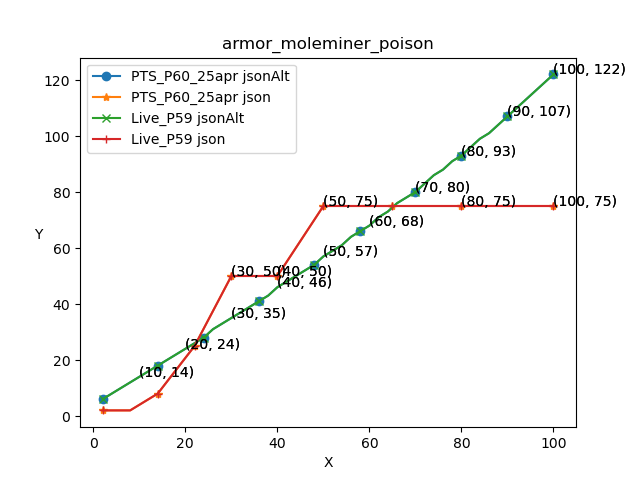 armor_moleminer_poison
PTS_P60_25apr jsonAlt
PTS_P60_25apr json
Live_P59 jsonAlt
Live_P59 json
(100, 122)
(90, 107)
(80, 93)
(70, 80)
(50, 75)
(80, 75)
(100, 75)
(60, 68)
(50, 57)
(30, 50)
(40, 50)
(40, 46)
(30, 35)
(20, 24)
(10, 14)
Y
120
100
80
60
40
20
0
0 20 40 60 80 100
X